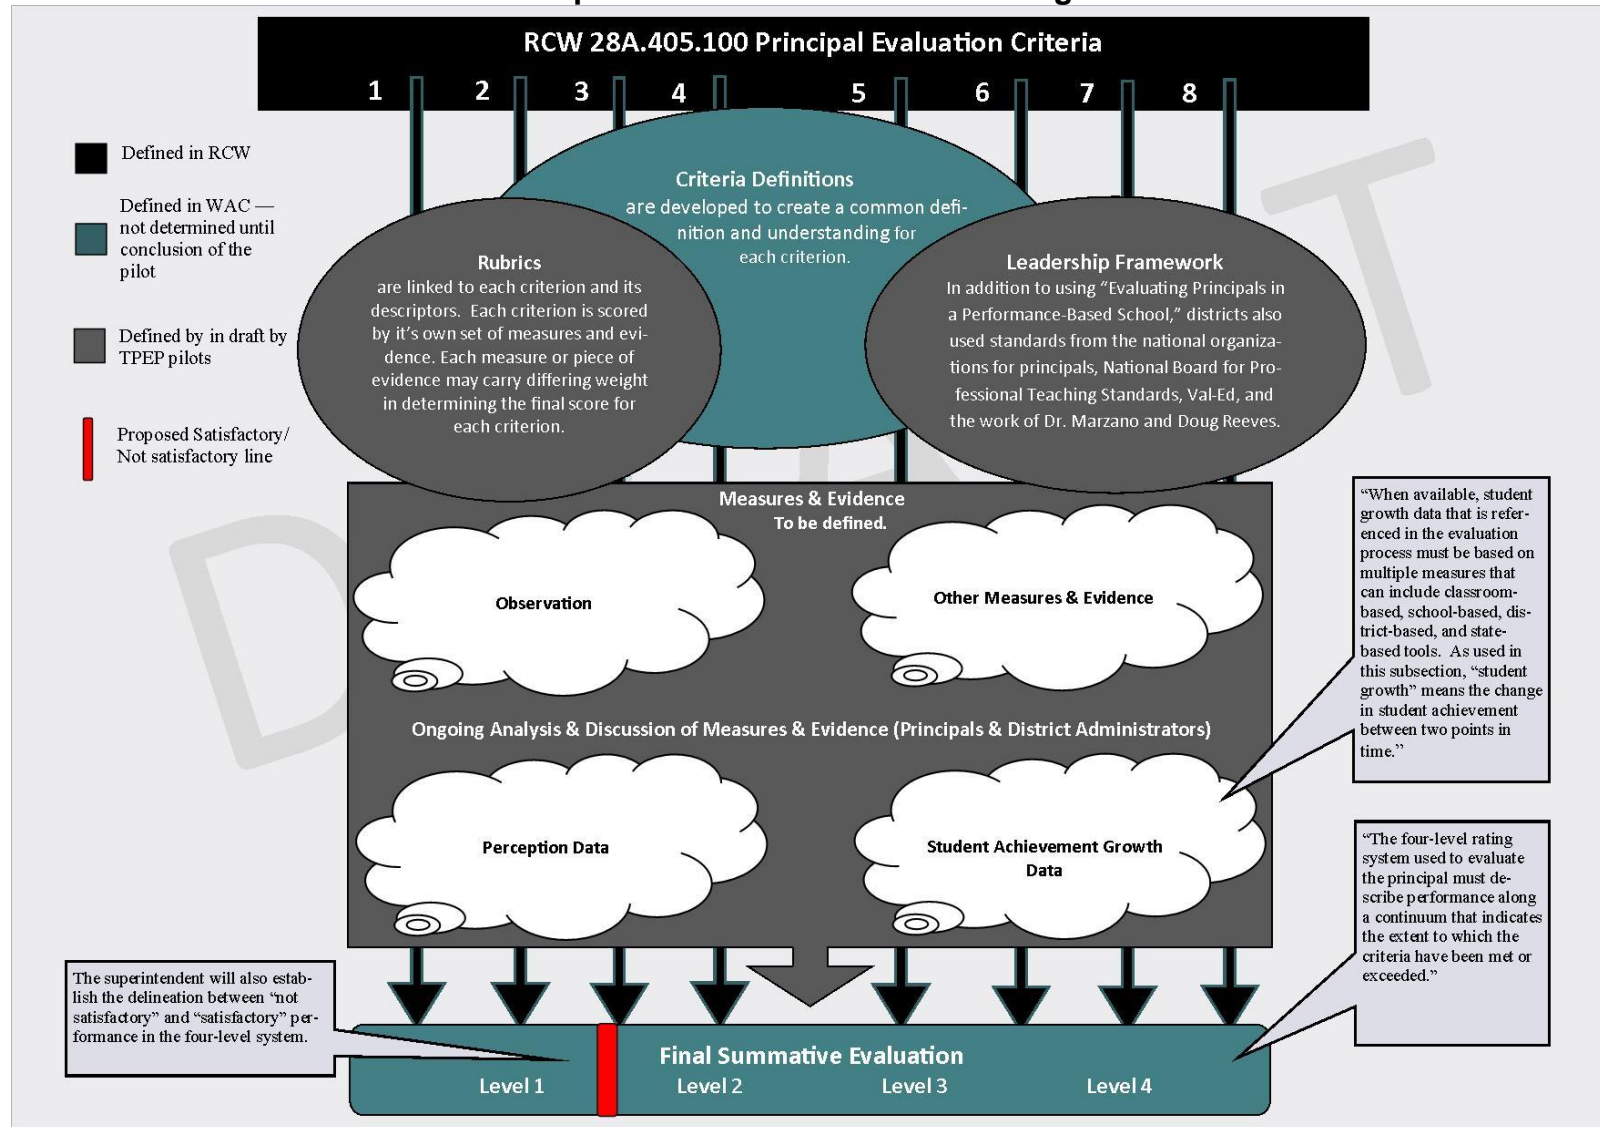 RCW 28A.405.100 Principal Evaluation Criteria
1 2 3 4 5 6 7 8
Defined in RCW
Defined in WAC —
not determined until
conclusion of the
pilot
Defined by in draft by
TPEP pilots
Proposed Satisfactory/
Not satisfactory line
Criteria Definitions
are developed to create a common defi-
nition and understanding for
each criterion.
Rubrics
are linked to each criterion and its
descriptors.  Each criterion is scored
by it's own set of measures and evi-
dence. Each measure or piece of
evidence may carry differing weight
in determining the final score for
each criterion.
Leadership Framework
In addition to using “Evaluating Principals in
a Performance-Based School,” districts also
used standards from the national organiza-
tions for principals, National Board for Pro-
fessional Teaching Standards, Val-Ed, and
the work of Dr. Marzano and Doug Reeves.
Measures & Evidence
To be defined.
Observation
Other Measures & Evidence
Ongoing Analysis & Discussion of Measures & Evidence (Principals & District Administrators)
Perception Data
Student Achievement Growth
Data
“When available, student
growth data that is refer-
enced in the evaluation
process must be based on
multiple measures that
can include classroom-
based, school-based, dis-
trict-based, and state-
based tools.  As used in
this subsection, “student
growth” means the change
in student achievement
between two points in
time.”
“The four-level rating
system used to evaluate
the principal must de-
scribe performance along
a continuum that indicates
the extent to which the
criteria have been met or
exceeded.”
The superintendent will also estab-
lish the delineation between “not
satisfactory” and “satisfactory” per-
formance in the four-level system.
Final Summative Evaluation
Level 1 Level 2 Level 3 Level 4